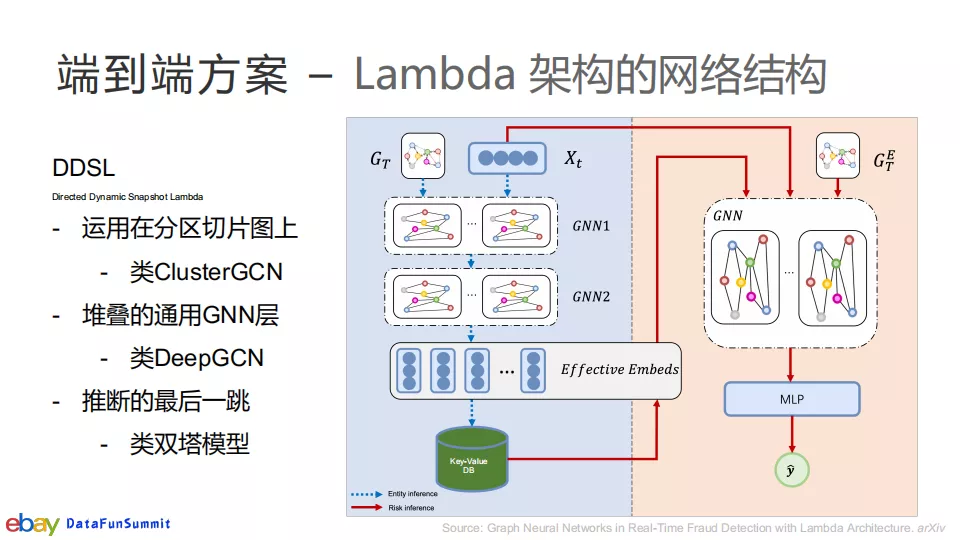 端到端方案 – Lambda 架构的网络结构
DDSL
Directed Dynamic Snapshot Lambda
- 运用在分区切片图上
- 类ClusterGCN
- 堆叠的通用GNN层
- 类DeepGCN
- 推断的最后一跳
- 类双塔模型
G_T
X_t
GNN1
...
GNN2
...
Effective Embeds
...
Key-Value
DB
Entity inference
Risk inference
G_T^E
GNN
...
MLP
ŷ
ebay DataFunSummit
Source: Graph Neural Networks in Real-Time Fraud Detection with Lambda Architecture. arXiv